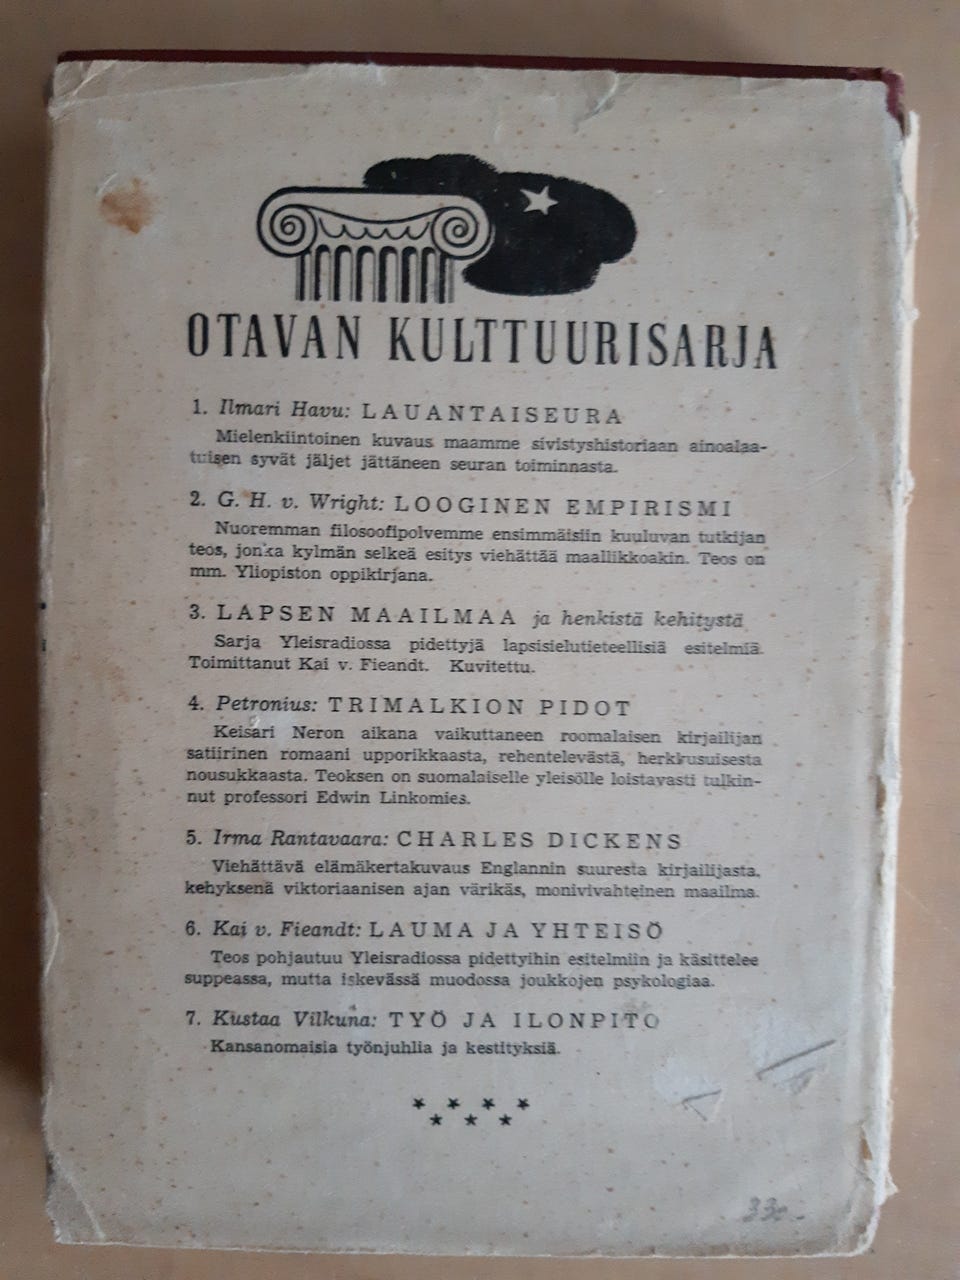 OTAVAN KULTTUURISARJA
1. Ilmari Havu: LAUANTAISEURA
Mielenkiintoinen kuvaus maamme sivistyshistoriaan ainoalaa-
tuisen syvät jäljet jättäneen seuran toiminnasta.
2. G. H. v. Wright: LOOGINEN EMPIRISMI
Nuoremman filosoofipolvemme ensimmäisiin kuuluvan tutkijan
teos, jonka kylmän selkeä esitys viehättää maallikkoakin. Teos on
mm. Yliopiston oppikirjana.
3. LAPSEN MAAILMAA ja henkistä kehitystä
Sarja Yleisradiossa pidettyjä lapsisielutieteellisiä esitelmiä.
Toimittanut Kai v. Fieandt. Kuvitettu.
4. Petronius: TRIMALKION PIDOT
Keisari Neron aikana vaikuttaneen roomalaisen kirjailijan
satiirinen romaani upporikkaasta, rehentelevästä, herkkusuisesta
nousukkaasta. Teoksen on suomalaiselle yleisölle loistavasti tulkin-
nut professori Edwin Linkomies.
5. Irma Rantavaara: CHARLES DICKENS
Viehättävä elämäkertakuvaus Englannin suuresta kirjailijasta,
kehyksenä viktoriaanisen ajan värikäs, monivivahteinen maailma.
6. Kai v. Fieandt: LAUMA JA YHTEISÖ
Teos pohjautuu Yleisradiossa pidettyihin esitelmiin ja käsittelee
suppeassa, mutta iskevässä muodossa joukkojen psykologiaa.
7. Kustaa Vilkuna: TYÖ JA ILONPITO
Kansanomaisia työnjuhlia ja kestityksiä.